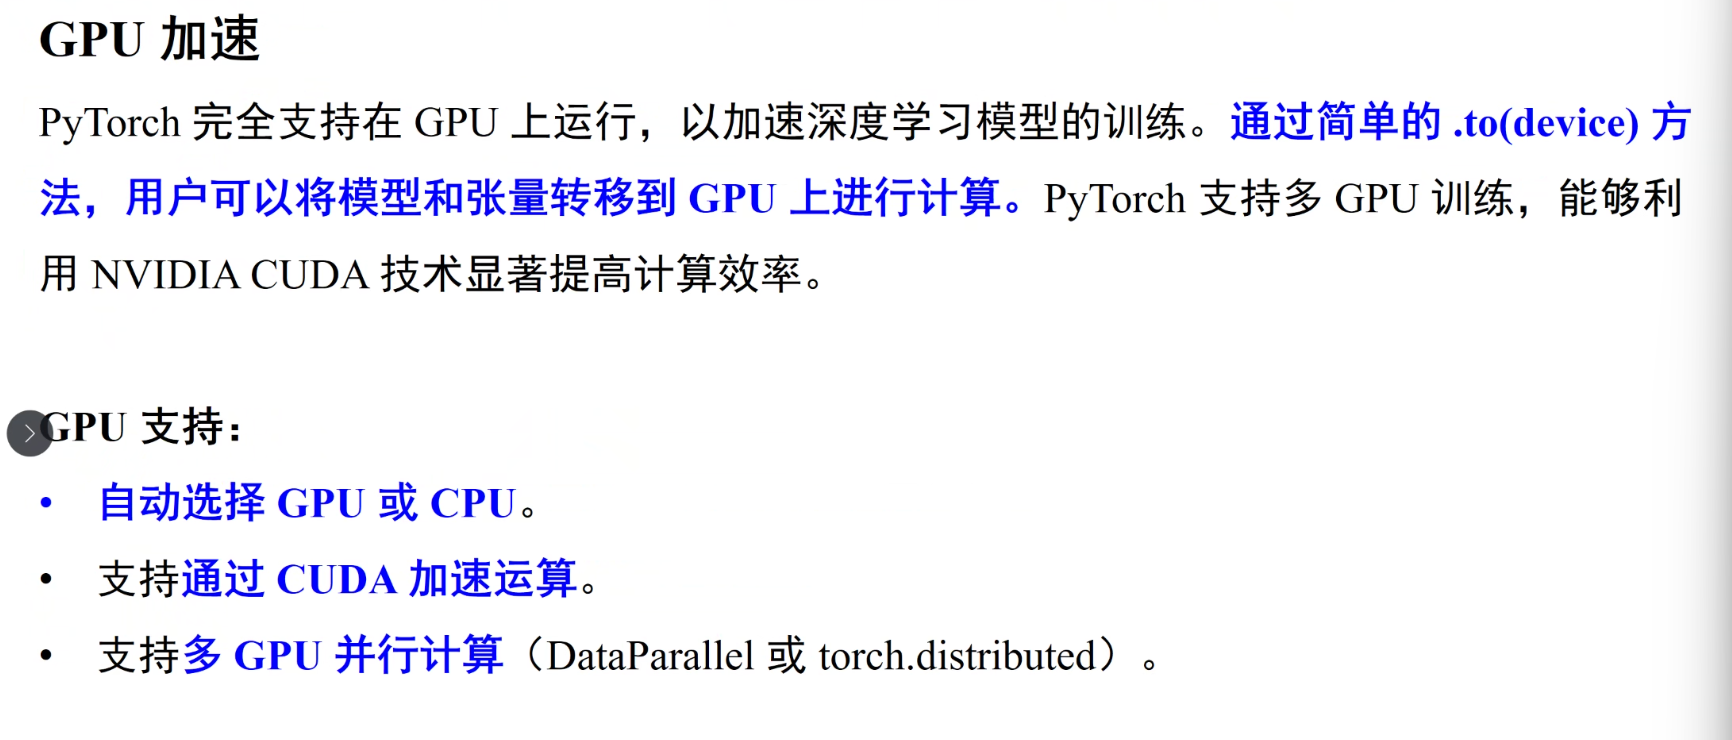 GPU 加速
PyTorch 完全支持在 GPU 上运行，以加速深度学习模型的训练。通过简单的 .to(device) 方
法，用户可以将模型和张量转移到 GPU 上进行计算。PyTorch 支持多 GPU 训练，能够利
用 NVIDIA CUDA 技术显著提高计算效率。
GPU 支持：
• 自动选择 GPU 或 CPU。
• 支持通过 CUDA 加速运算。
• 支持多 GPU 并行计算（DataParallel 或 torch.distributed）。